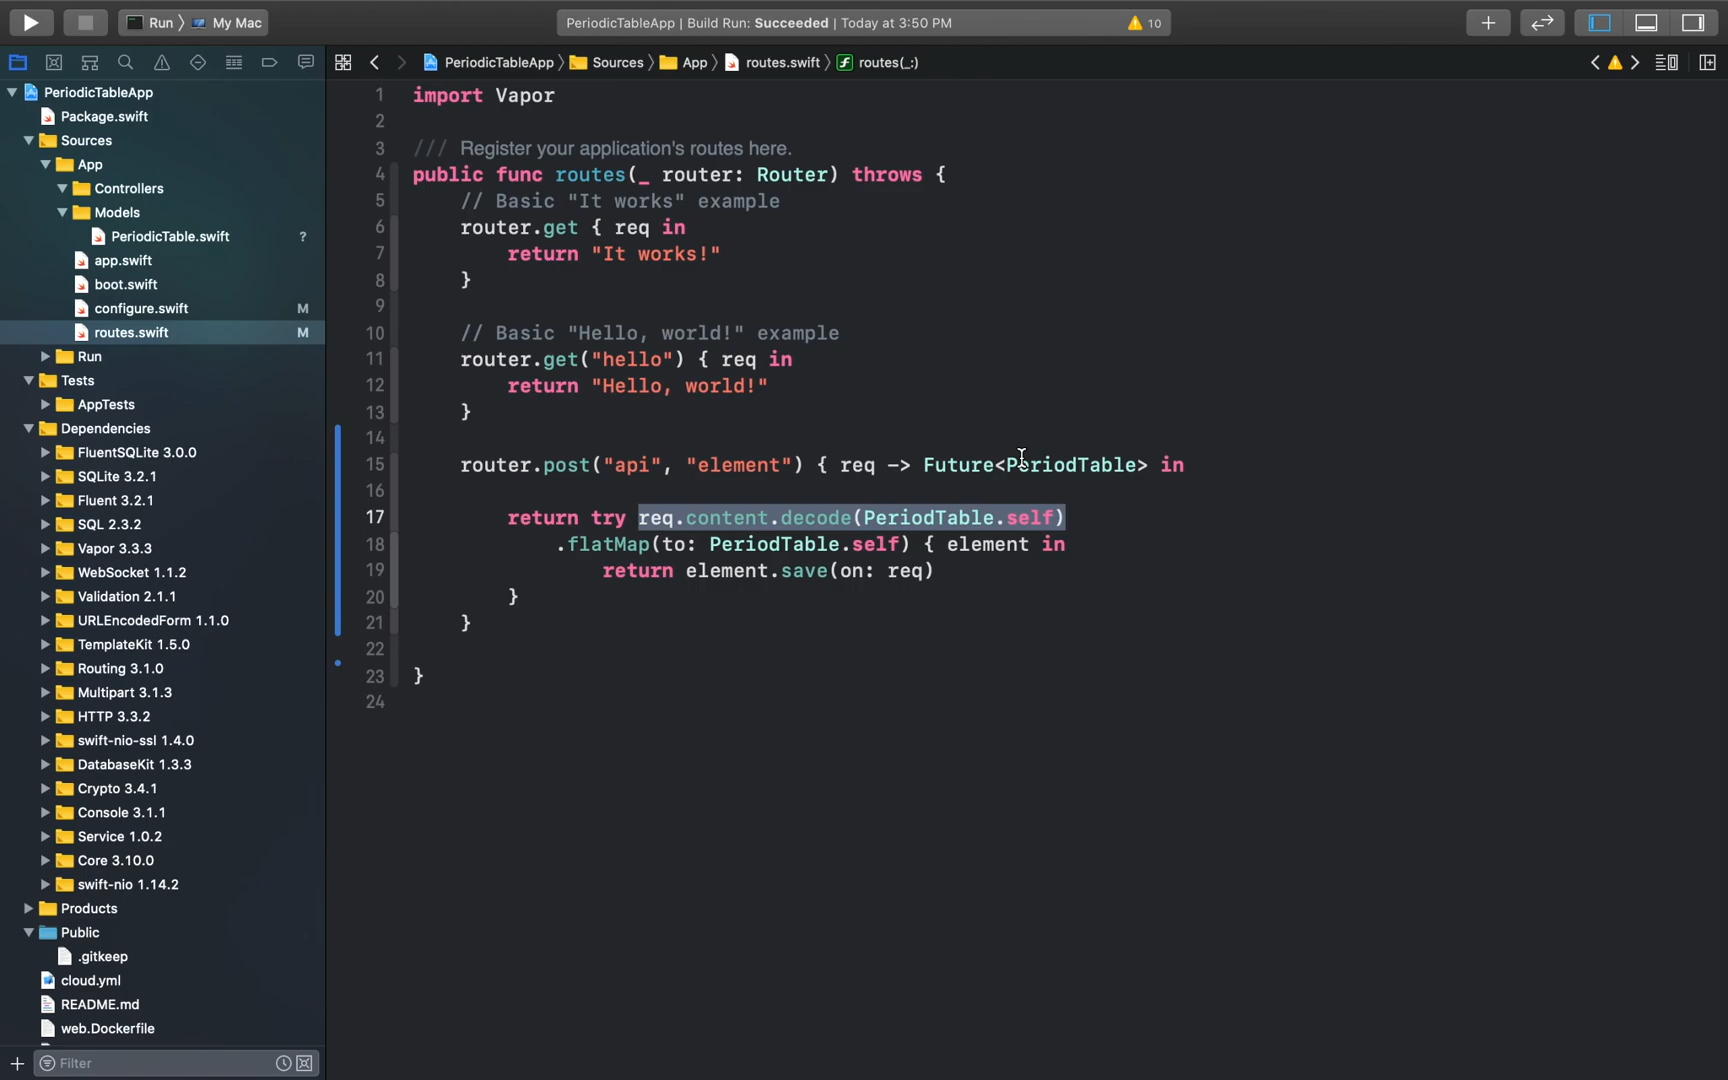 Run
My Mac
PeriodicTableApp | Build Run: Succeeded | Today at 3:50 PM
10
PeriodicTableApp
Sources
App
routes.swift
routes(_:)
PeriodicTableApp
Package.swift
Sources
App
Controllers
Models
PeriodicTable.swift ?
app.swift
boot.swift
configure.swift M
routes.swift M
Run
Tests
AppTests
Dependencies
FluentSQLite 3.0.0
SQLite 3.2.1
Fluent 3.2.1
SQL 2.3.2
Vapor 3.3.3
WebSocket 1.1.2
Validation 2.1.1
URLEncodedForm 1.1.0
TemplateKit 1.5.0
Routing 3.1.0
Multipart 3.1.3
HTTP 3.3.2
swift-nio-ssl 1.4.0
DatabaseKit 1.3.3
Crypto 3.4.1
Console 3.1.1
Service 1.0.2
Core 3.10.0
swift-nio 1.14.2
Products
Public
.gitkeep
cloud.yml
README.md
web.Dockerfile
Filter
1 import Vapor
2
3 /// Register your application's routes here.
4 public func routes(_ router: Router) throws {
5 // Basic "It works" example
6 router.get { req in
7 return "It works!"
8 }
9
10 // Basic "Hello, world!" example
11 router.get("hello") { req in
12 return "Hello, world!"
13 }
14
15 router.post("api", "element") { req -> Future<PeriodTable> in
16
17 return try req.content.decode(PeriodTable.self)
18 .flatMap(to: PeriodTable.self) { element in
19 return element.save(on: req)
20 }
21 }
22
23 }
24